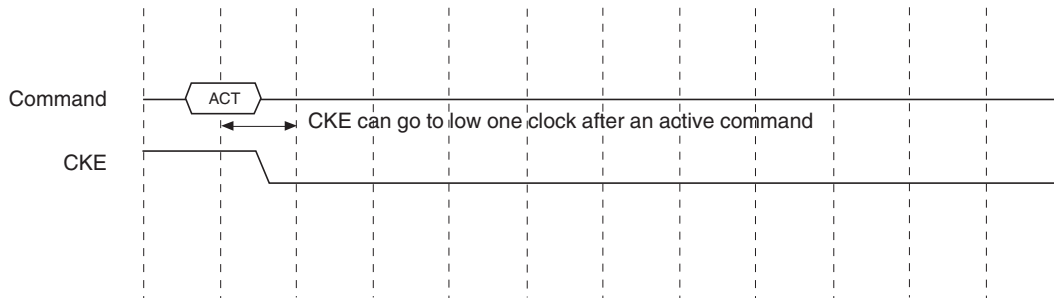 Command
ACT
CKE can go to low one clock after an active command
CKE